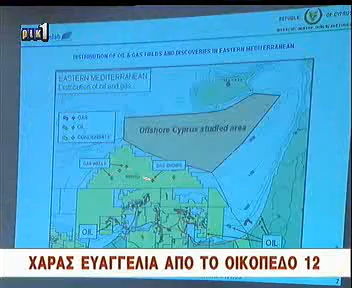 ΡΙΚ1
REPUBLIC OF CYPRUS
DISTRIBUTION OF OIL & GAS FIELDS AND DISCOVERIES IN EASTERN MEDITERRANEAN
EASTERN MEDITERRANEAN
Distribution of oil and gas
GAS
OIL
CONDENSATE
Offshore Cyprus studied area
GAS WELLS
GAS SHOWS
OIL
OIL
ΧΑΡΑΣ ΕΥΑΓΓΕΛΙΑ ΑΠΟ ΤΟ ΟΙΚΟΠΕΔΟ 12